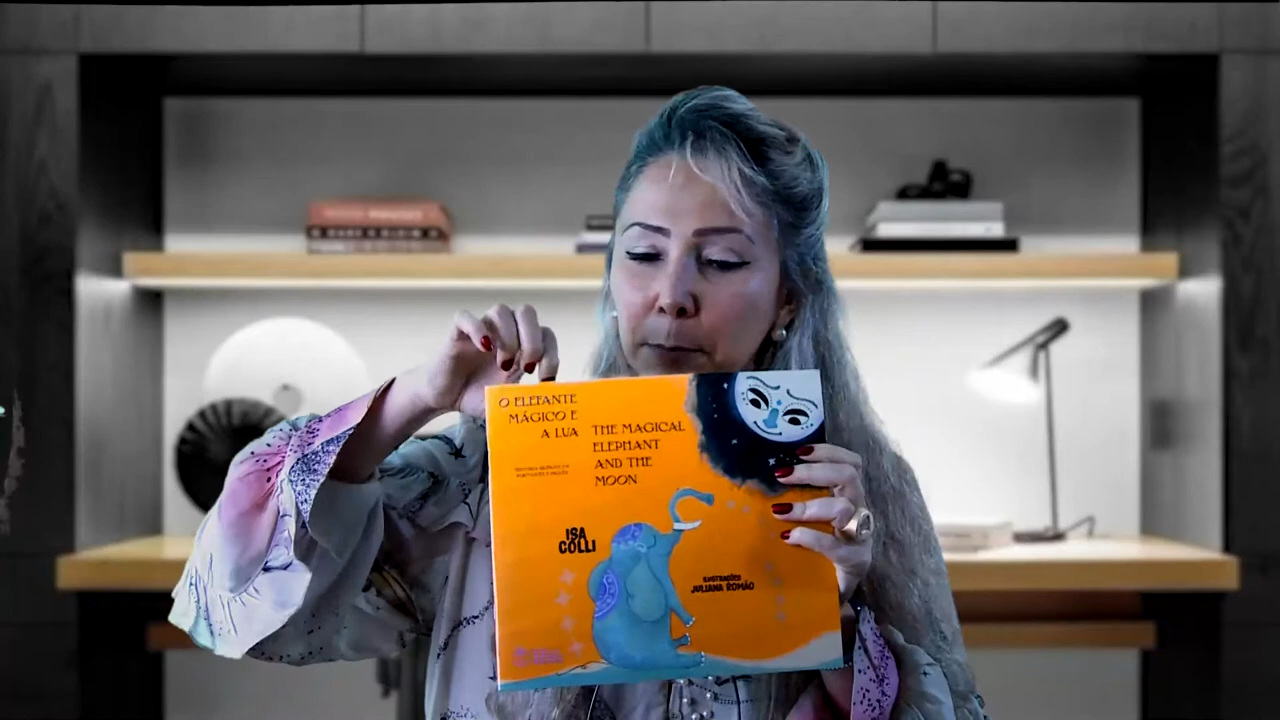 O ELEFANTE
MÁGICO E
A LUA
THE MAGICAL
ELEPHANT
AND THE
MOON
ISA
COLLI
ILUSTRAÇÕES
JULIANA ROMÃO